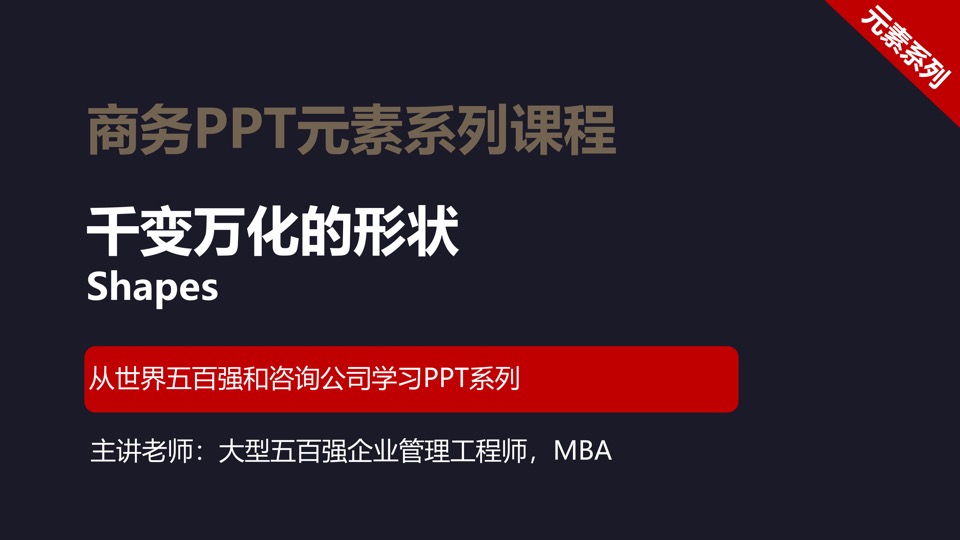 元素系列
商务PPT元素系列课程
千变万化的形状
Shapes
从世界五百强和咨询公司学习PPT系列
主讲老师：大型五百强企业管理工程师，MBA